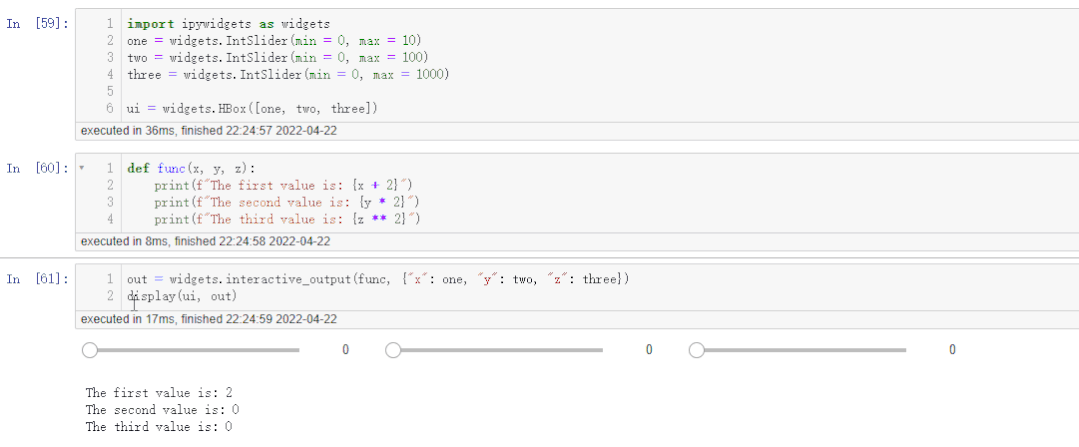 In [59]:
1 import ipywidgets as widgets
2 one = widgets.IntSlider(min = 0, max = 10)
3 two = widgets.IntSlider(min = 0, max = 100)
4 three = widgets.IntSlider(min = 0, max = 1000)
5
6 ui = widgets.HBox([one, two, three])
executed in 36ms, finished 22:24:57 2022-04-22
In [60]:
1 def func(x, y, z):
2     print(f"The first value is: {x + 2}")
3     print(f"The second value is: {y * 2}")
4     print(f"The third value is: {z ** 2}")
executed in 8ms, finished 22:24:58 2022-04-22
In [61]:
1 out = widgets.interactive_output(func, {"x": one, "y": two, "z": three})
2 display(ui, out)
executed in 17ms, finished 22:24:59 2022-04-22
0 0 0
The first value is: 2
The second value is: 0
The third value is: 0